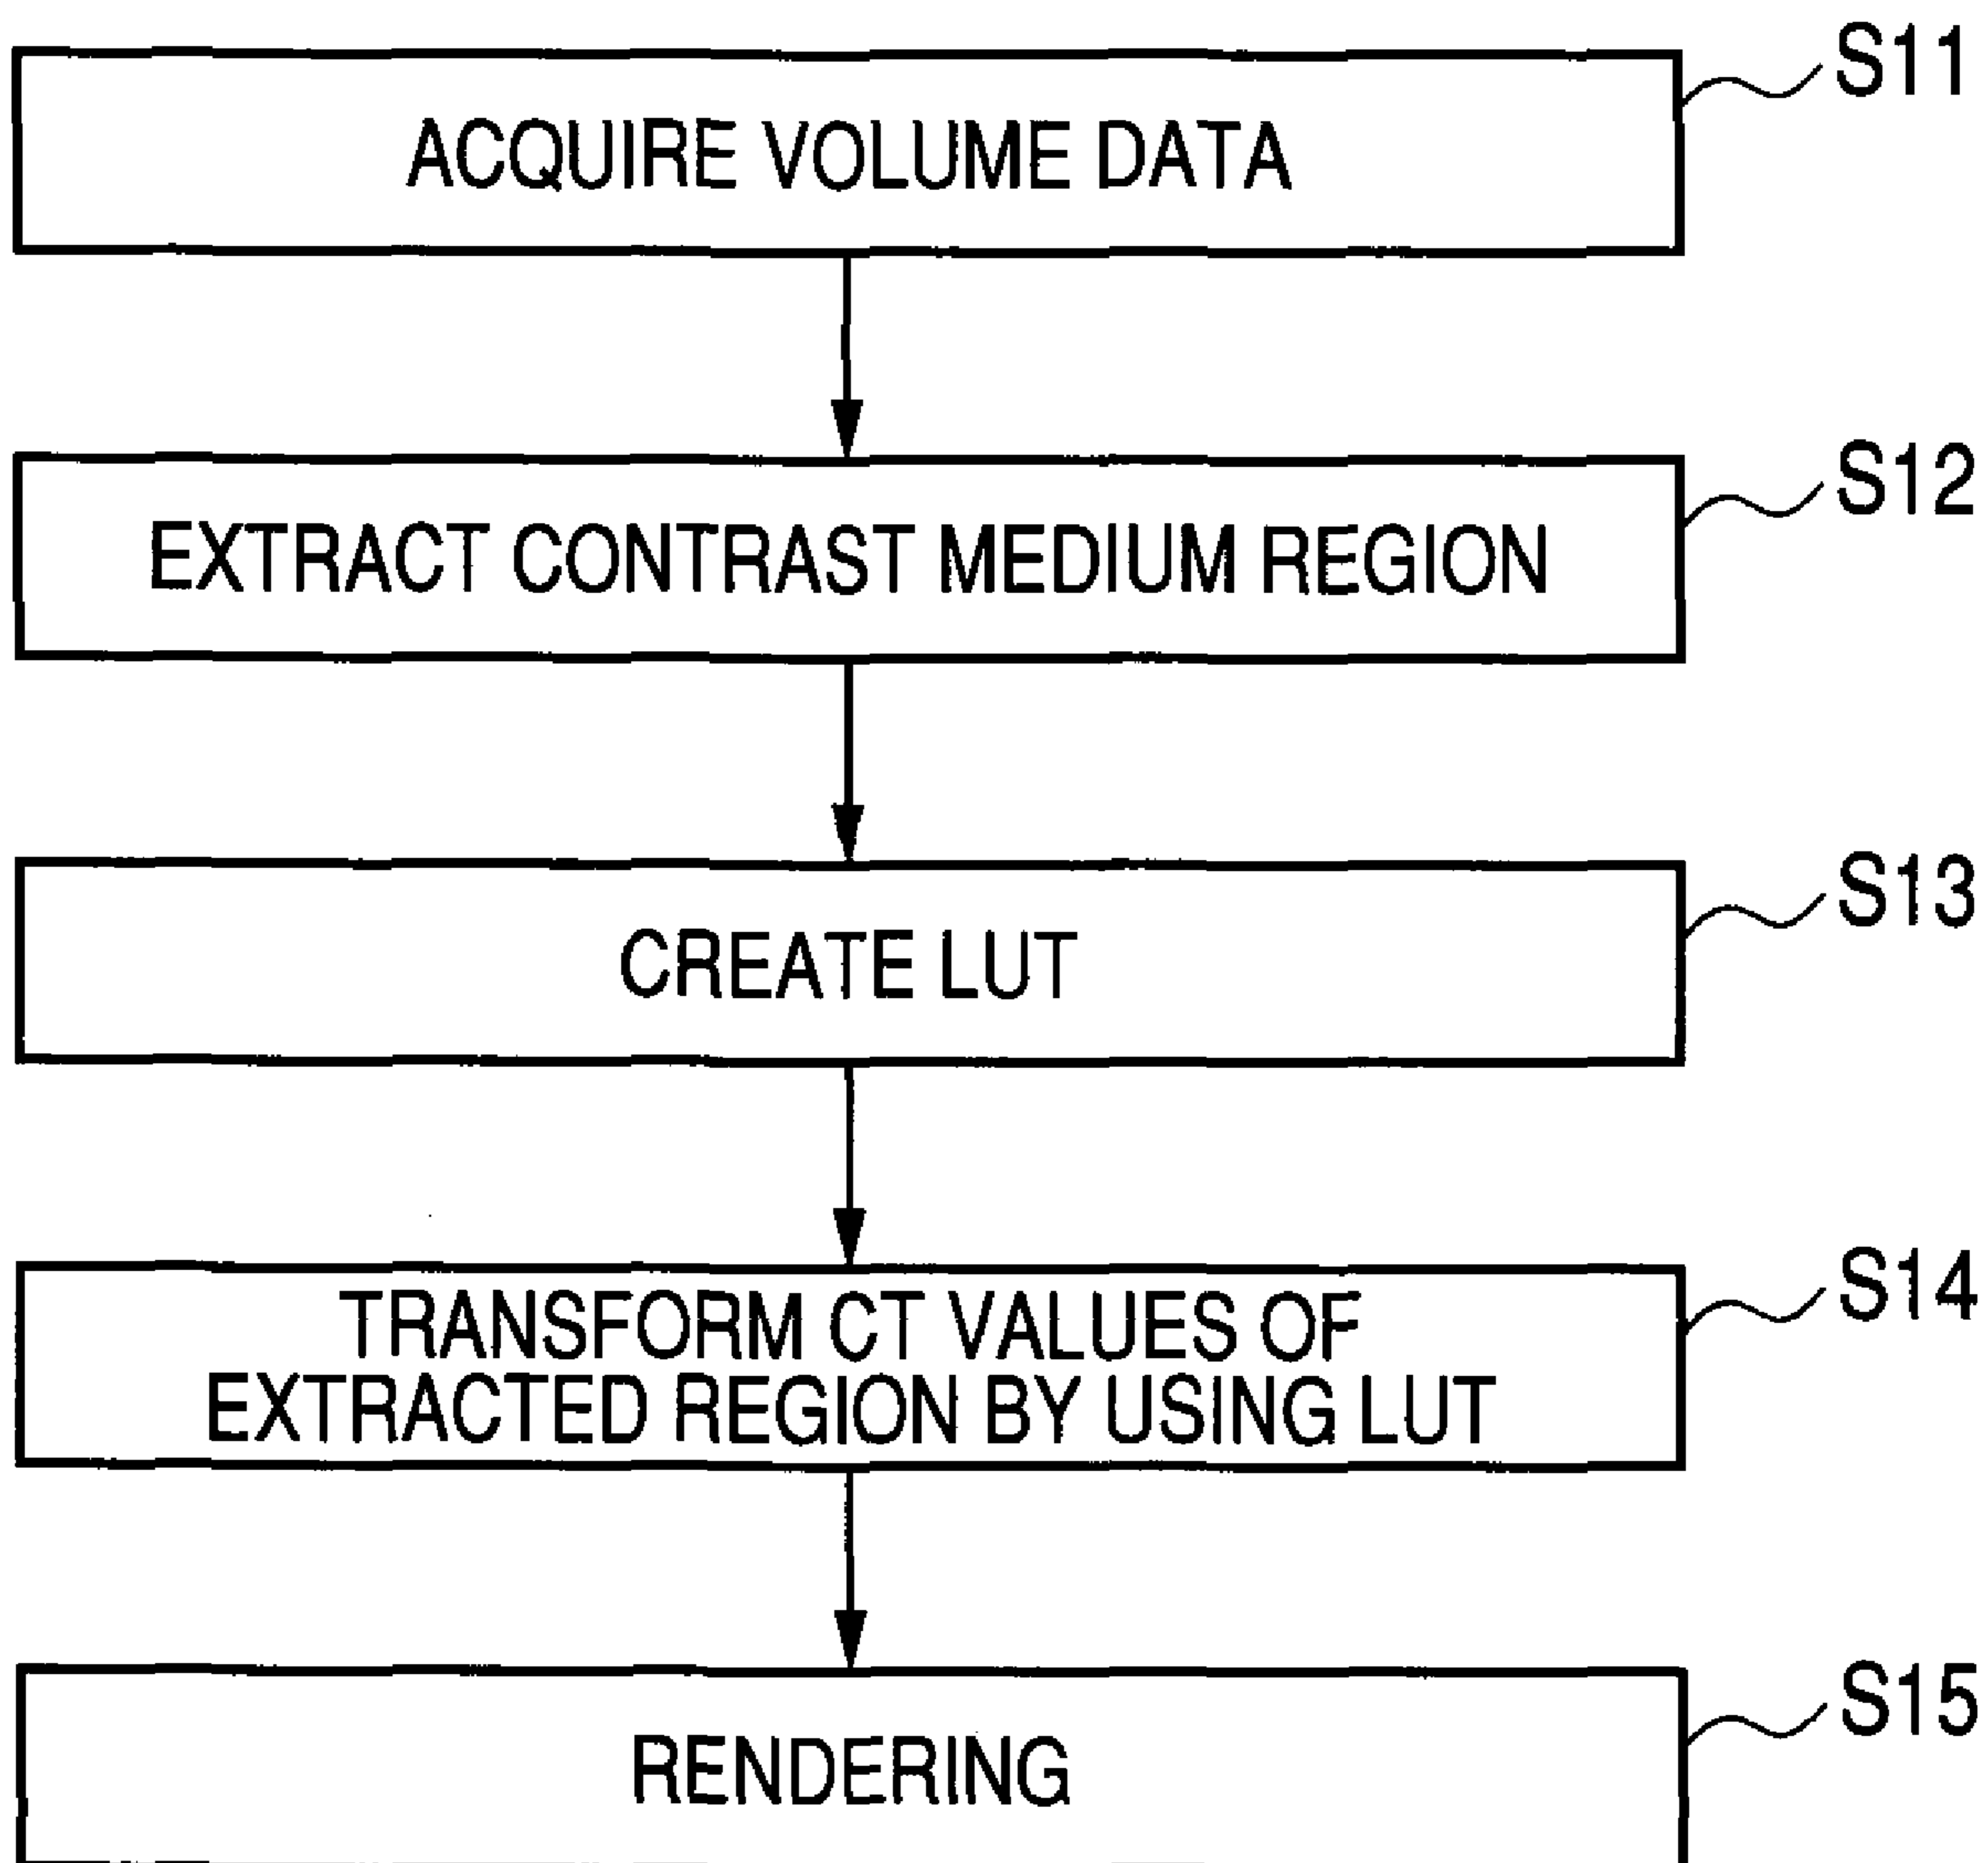 S11
ACQUIRE VOLUME DATA
S12
EXTRACT CONTRAST MEDIUM REGION
S13
CREATE LUT
S14
TRANSFORM CT VALUES OF
EXTRACTED REGION BY USING LUT
S15
RENDERING